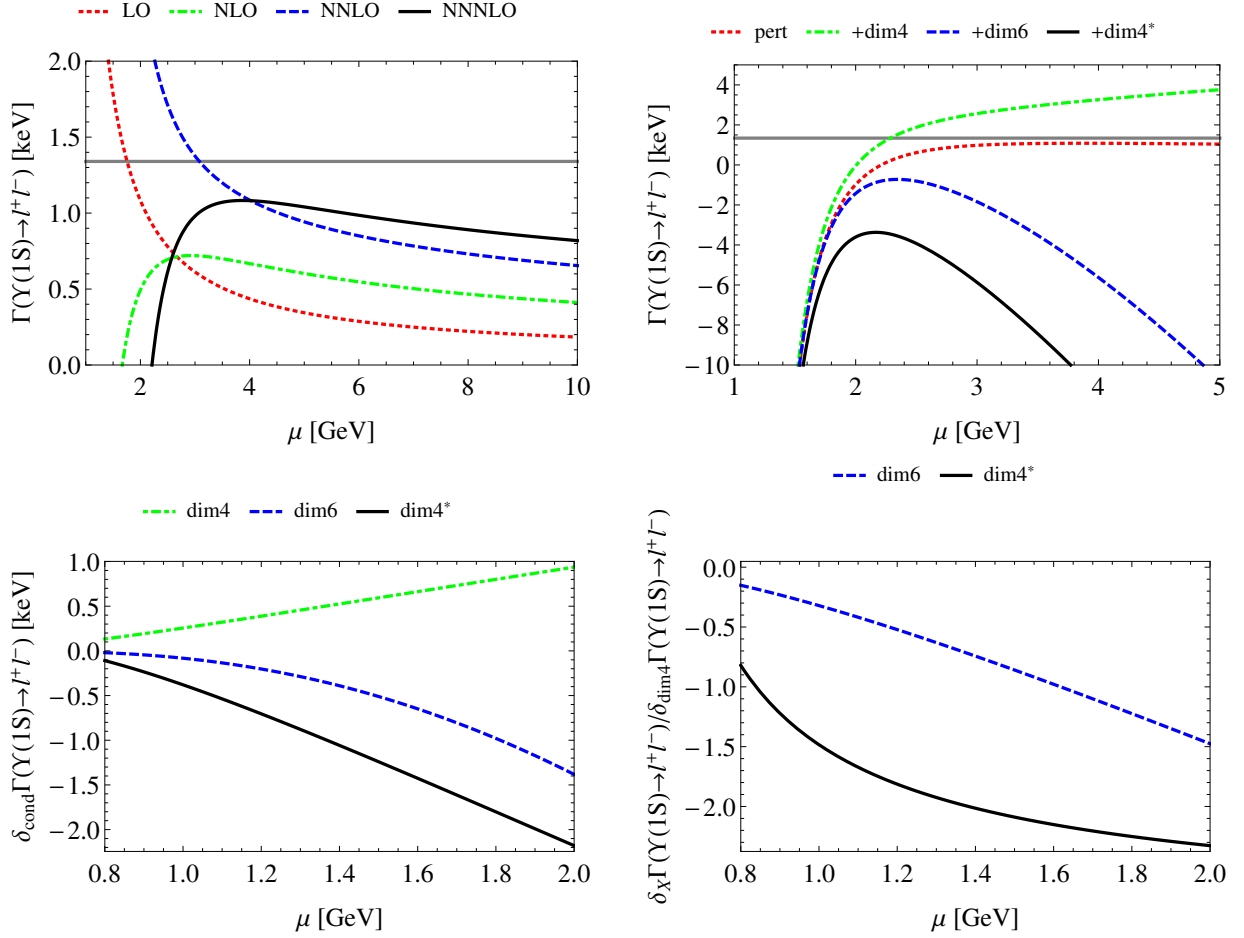 LO NLO NNLO NNNLO
Γ(Υ(1S)→l⁺l⁻) [keV]
2.0
1.5
1.0
0.5
0.0
2 4 6 8 10
μ [GeV]
pert +dim4 +dim6 +dim4*
Γ(Υ(1S)→l⁺l⁻) [keV]
4
2
0
−2
−4
−6
−8
−10
1 2 3 4 5
μ [GeV]
dim4 dim6 dim4*
δcondΓ(Υ(1S)→l⁺l⁻) [keV]
1.0
0.5
0.0
−0.5
−1.0
−1.5
−2.0
0.8 1.0 1.2 1.4 1.6 1.8 2.0
μ [GeV]
dim6 dim4*
δXΓ(Υ(1S)→l⁺l⁻)/δdim4Γ(Υ(1S)→l⁺l⁻)
0.0
−0.5
−1.0
−1.5
−2.0
0.8 1.0 1.2 1.4 1.6 1.8 2.0
μ [GeV]